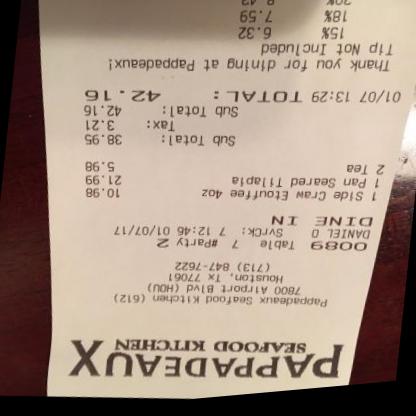 PAPPADEAUX
SEAFOOD KITCHEN
Pappadeaux Seafood Kitchen (612)
7800 Airport Blvd (HOU)
Houston, Tx 77061
(713) 847-7622
0089 Table 7 #Party 2
DANIEL O SvrCk: 7 12:46 01/07/17
DINE IN
1 Side Craw Etouffee 4oz 10.98
1 Pan Seared Tilapia 21.99
2 Tea 5.98
Sub Total: 38.95
Tax: 3.21
Sub Total: 42.16
01/07 13:29 TOTAL: 42.16
Thank you for dining at Pappadeaux!
Tip Not Included
15% 6.32
18% 7.59
20% 8.43